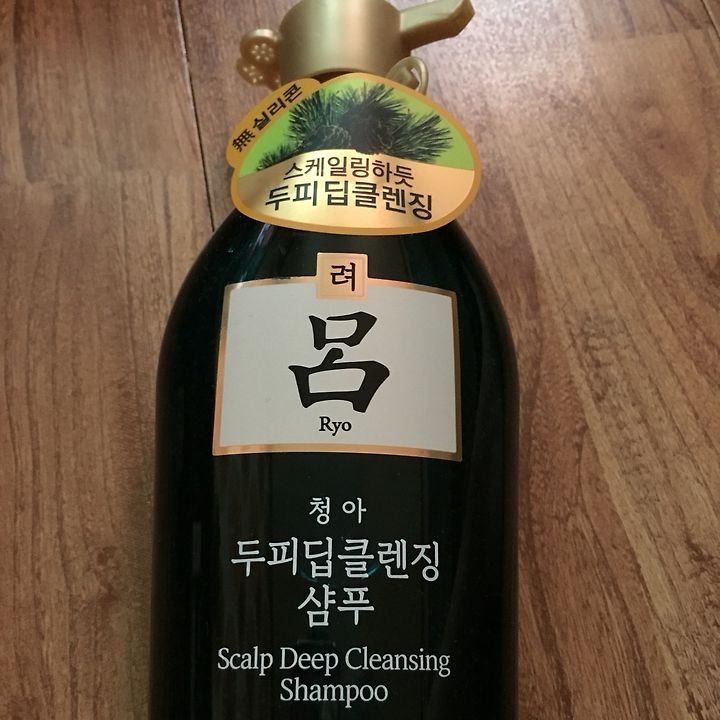 無실리콘
스케일링하듯
두피딥클렌징
려
呂
Ryo
청아
두피딥클렌징
샴푸
Scalp Deep Cleansing
Shampoo